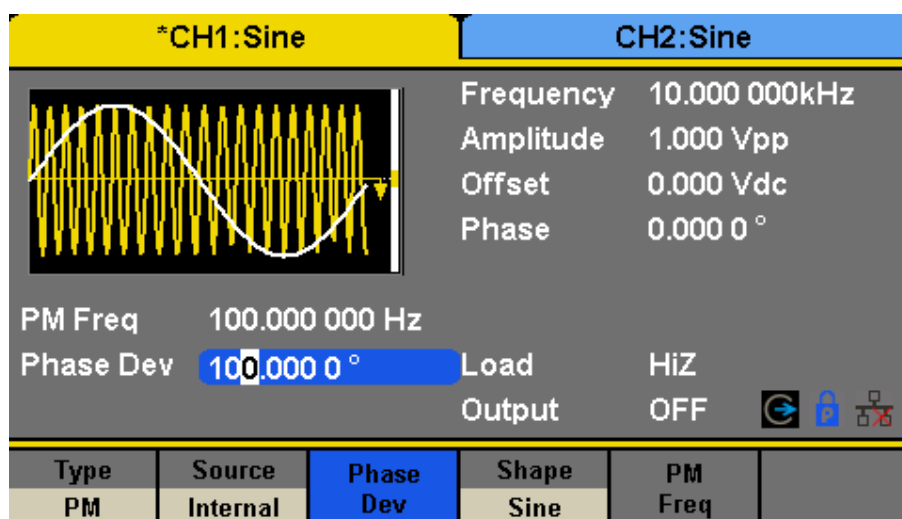 *CH1:Sine
CH2:Sine
Frequency 10.000 000kHz
Amplitude 1.000 Vpp
Offset 0.000 Vdc
Phase 0.000 0 °
PM Freq 100.000 000 Hz
Phase Dev 100.000 0 °
Load HiZ
Output OFF
P
Type
PM
Source
Internal
Phase
Dev
Shape
Sine
PM
Freq